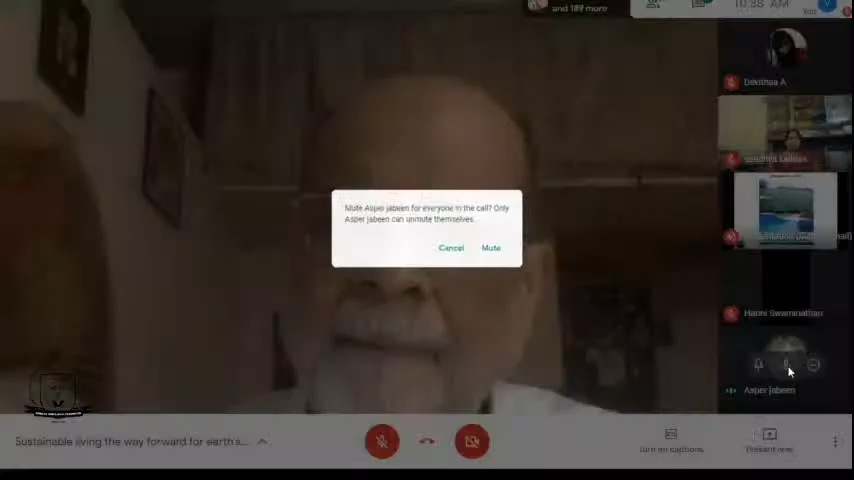 and 189 more
10:38 AM
You
Devithaa A
Mute Asper jabeen for everyone in the call? Only
Asper jabeen can unmute themselves.
Cancel Mute
Harini Swaminathan
Asper jabeen
Sustainable living the way forward for earth's...
Turn on captions
Present now